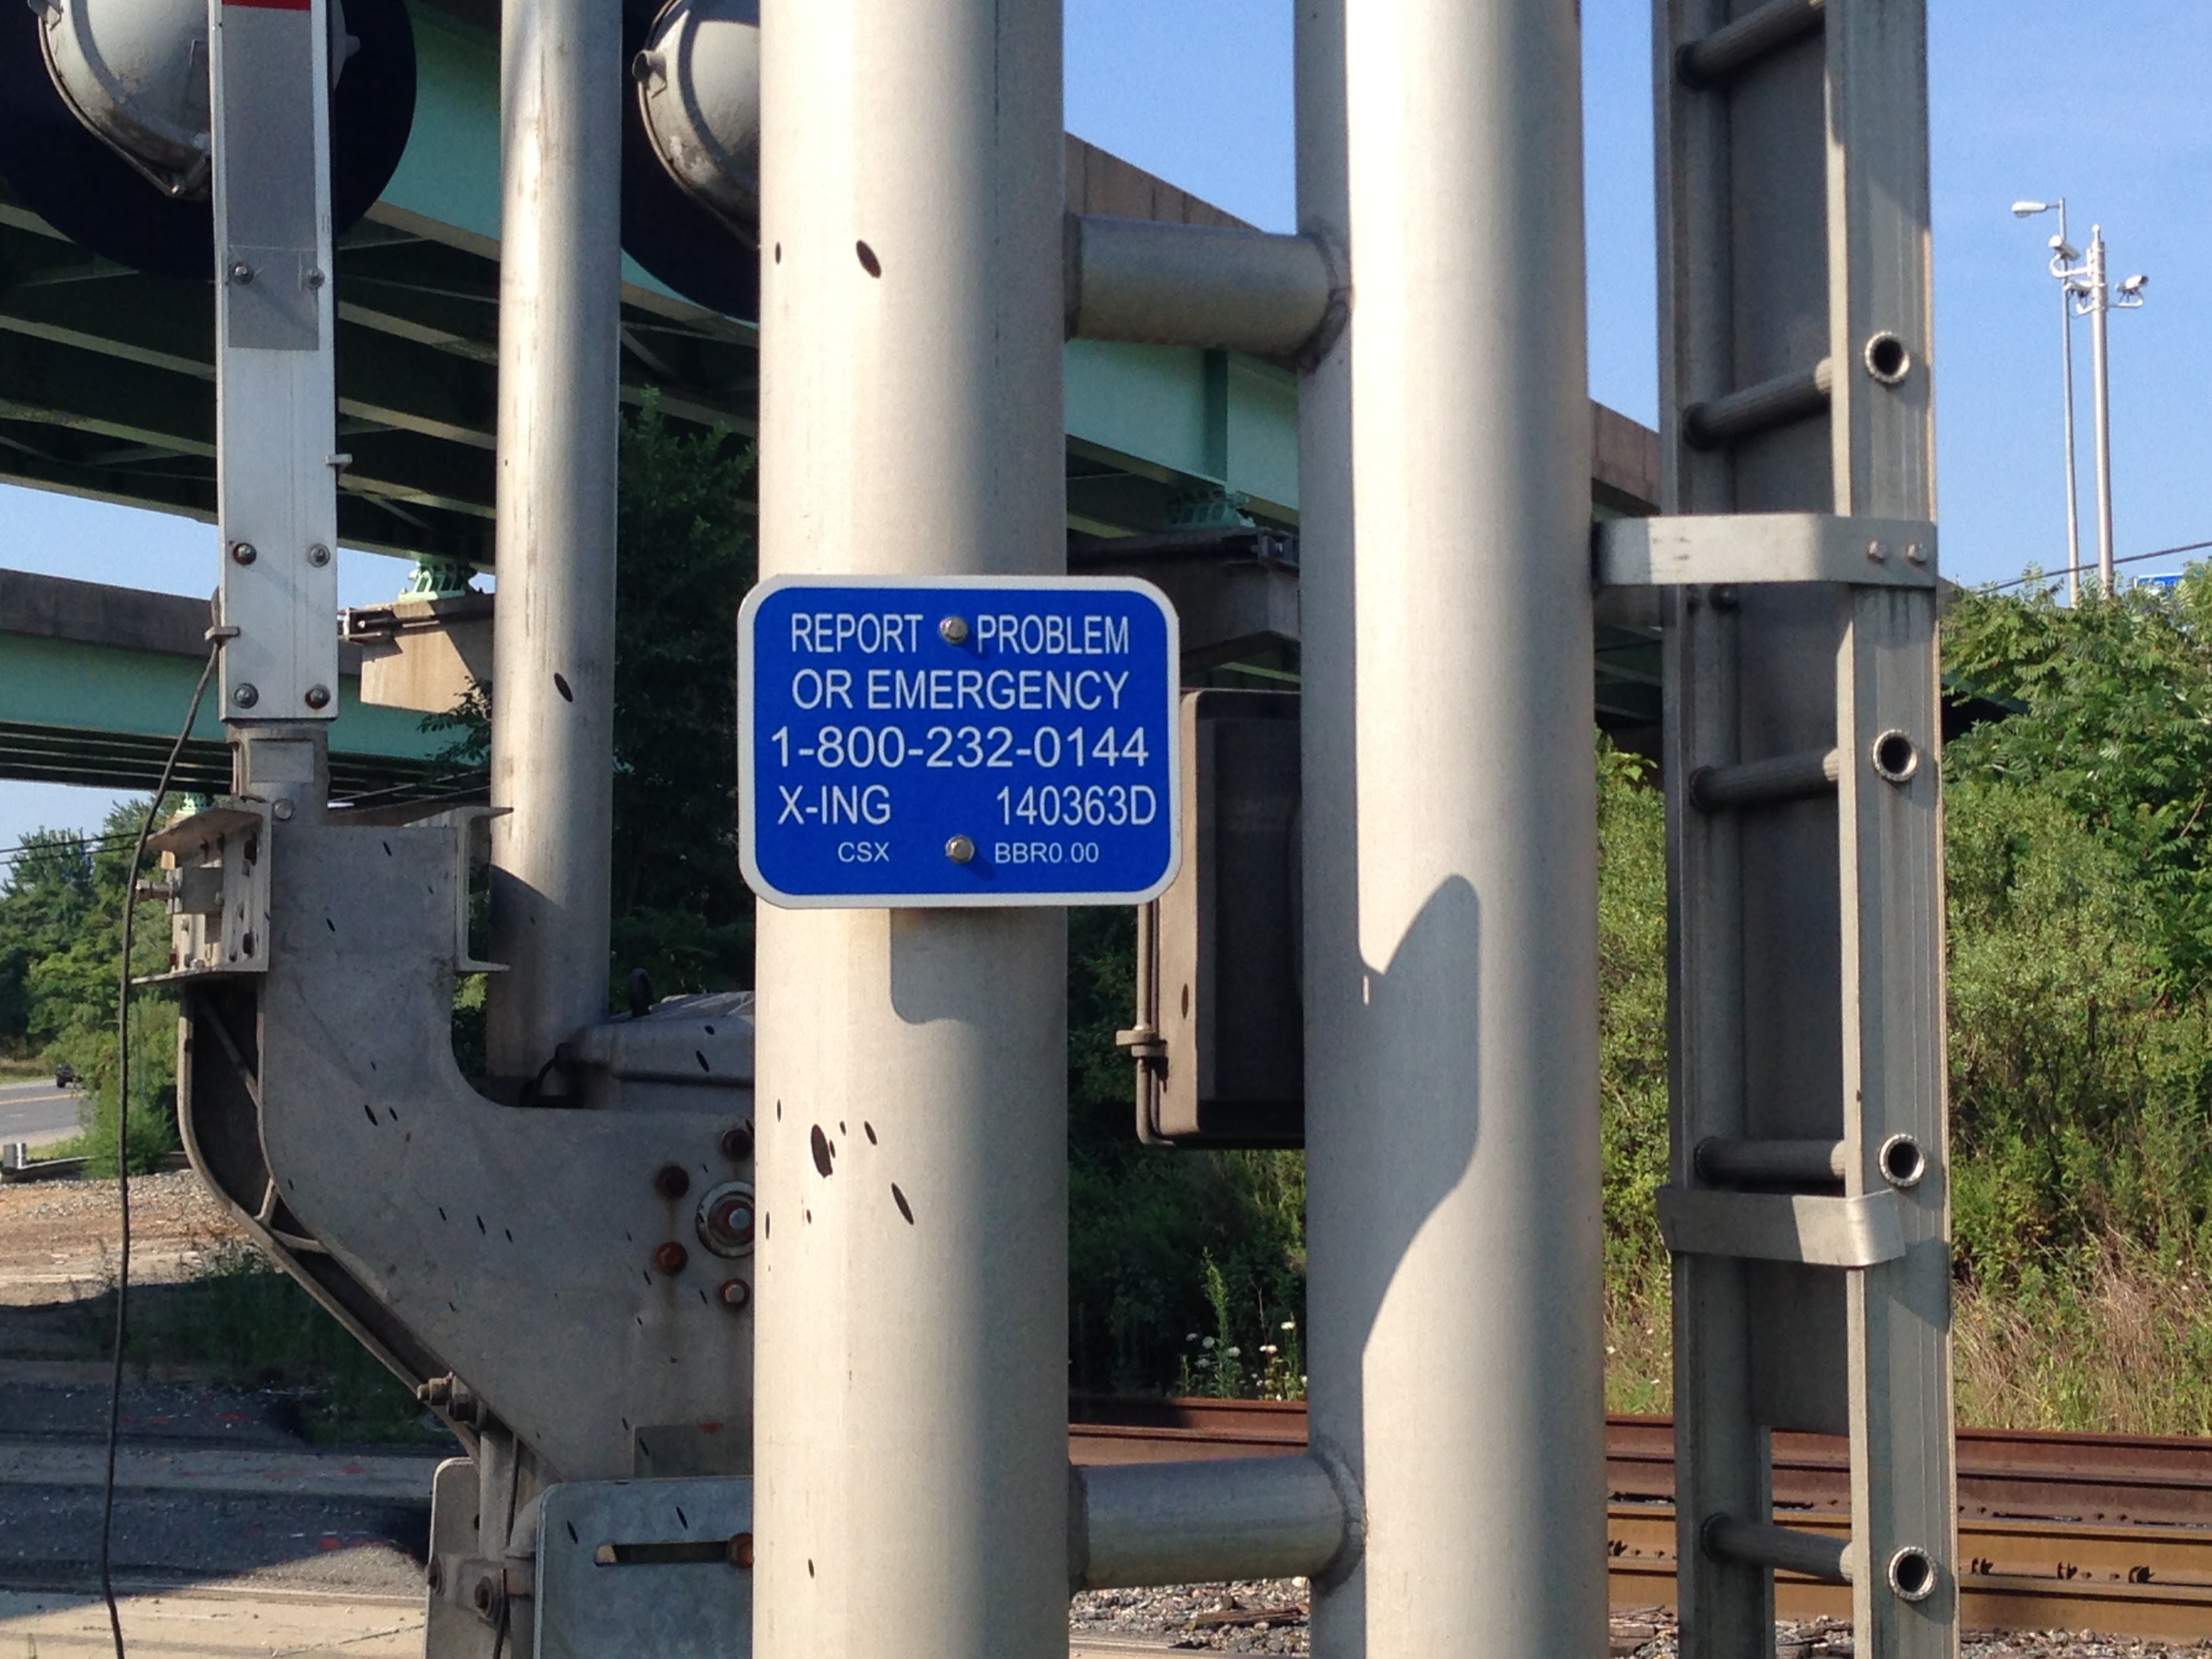 REPORT PROBLEM
OR EMERGENCY
1-800-232-0144
X-ING 140363D
CSX BBR0.00